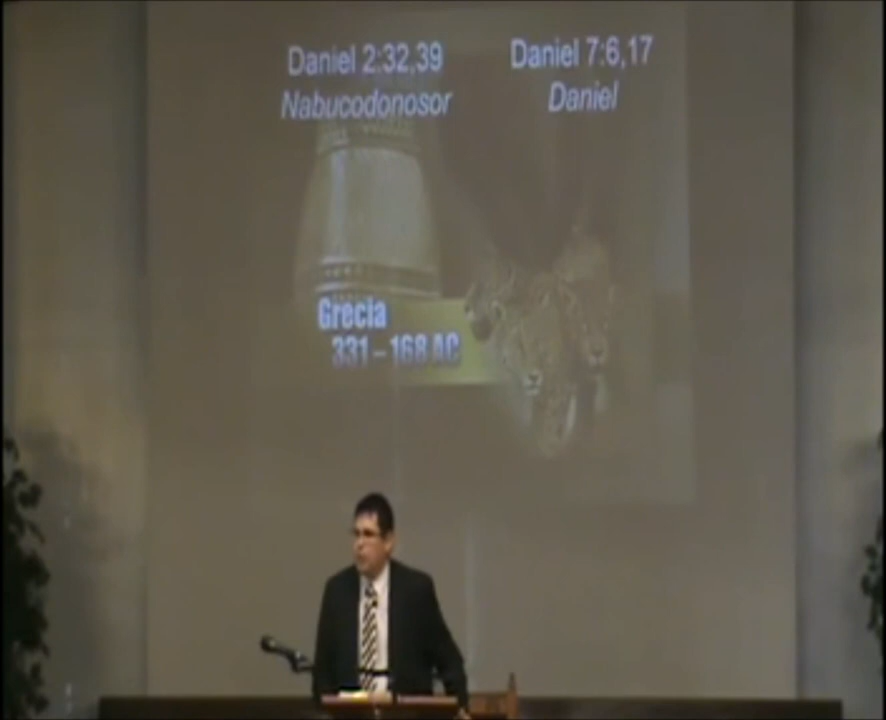 Daniel 2:32,39
Nabucodonosor
Daniel 7:6,17
Daniel
Grecia
331 – 168 AC